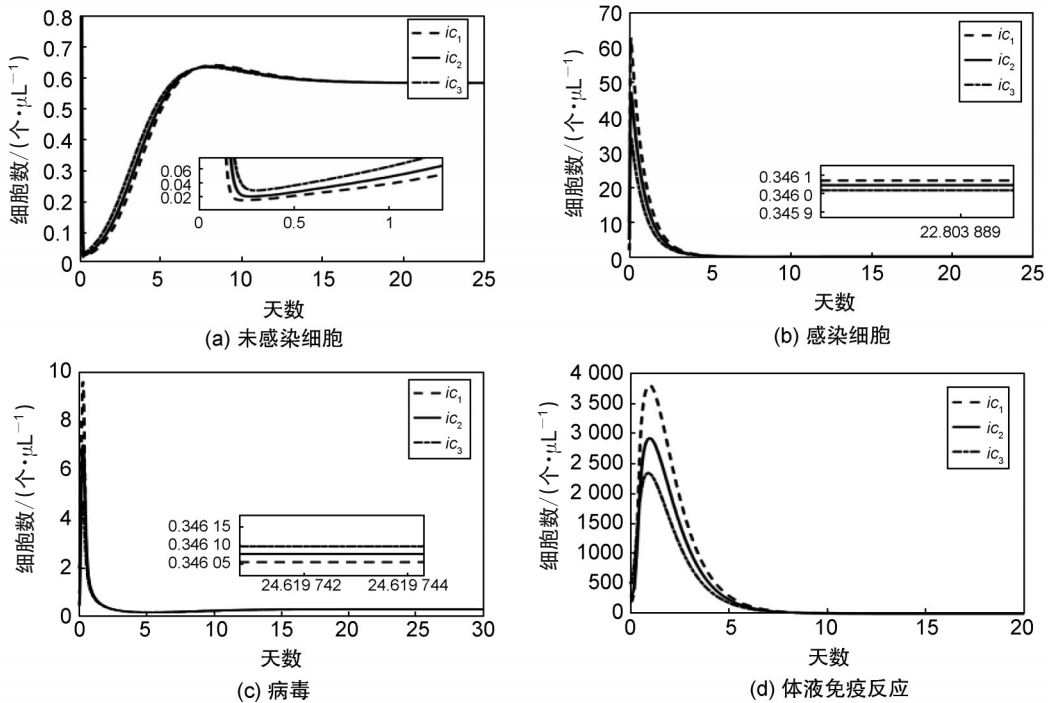 细胞数/(个·μL⁻¹)
0.8
0.7
0.6
0.5
0.4
0.3
0.2
0.1
0
ic₁
ic₂
ic₃
0.06
0.04
0.02
0 0.5 1
0 5 10 15 20 25
天数
(a) 未感染细胞
细胞数/(个·μL⁻¹)
70
60
50
40
30
20
10
0
ic₁
ic₂
ic₃
0.346 1
0.346 0
0.345 9
22.803 889
0 5 10 15 20 25
天数
(b) 感染细胞
细胞数/(个·μL⁻¹)
10
8
6
4
2
0
ic₁
ic₂
ic₃
0.346 15
0.346 10
0.346 05
24.619 742 24.619 744
0 5 10 15 20 25 30
天数
(c) 病毒
细胞数/(个·μL⁻¹)
4 000
3 500
3 000
2 500
2 000
1500
1000
500
0
ic₁
ic₂
ic₃
0 5 10 15 20
天数
(d) 体液免疫反应